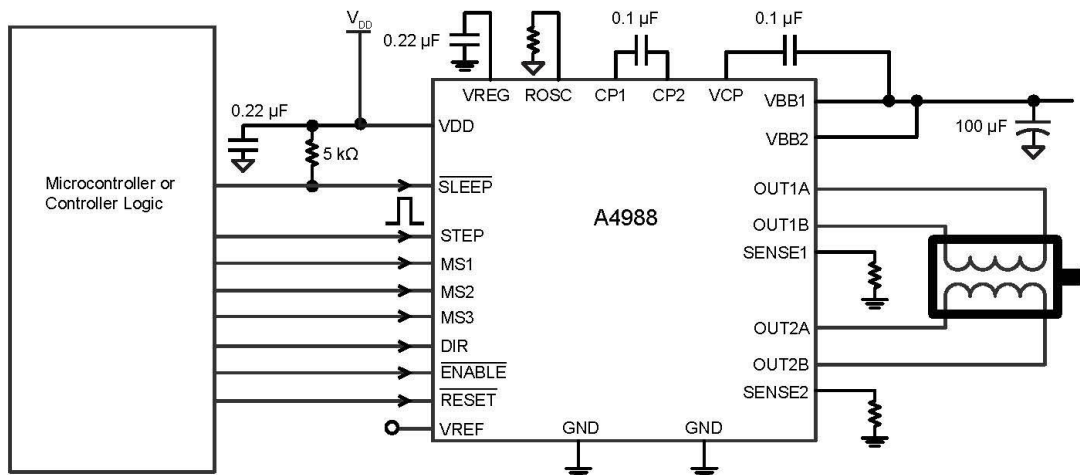 V_DD
0.22 µF
0.1 µF
0.1 µF
0.22 µF
5 kΩ
100 µF
Microcontroller or
Controller Logic
A4988
VREG
ROSC
CP1
CP2
VCP
VDD
SLEEP
STEP
MS1
MS2
MS3
DIR
ENABLE
RESET
VREF
GND
GND
VBB1
VBB2
OUT1A
OUT1B
SENSE1
OUT2A
OUT2B
SENSE2